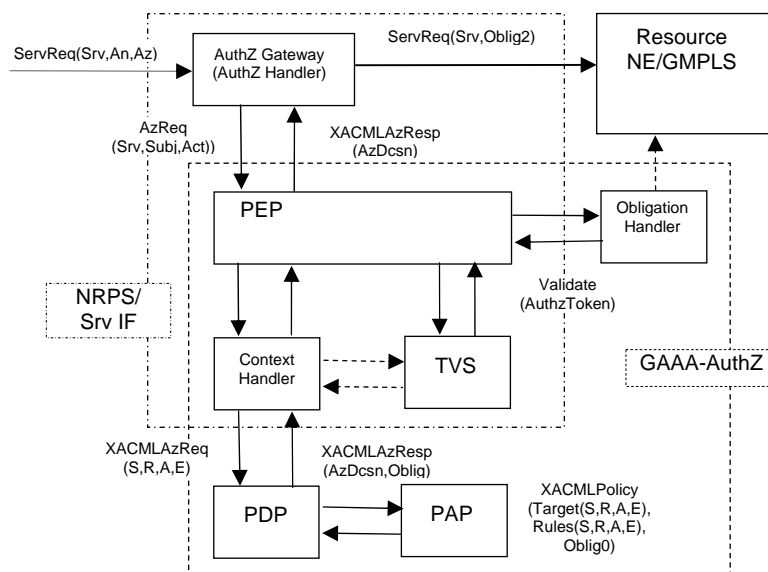 ServReq(Srv,An,Az)
AuthZ Gateway
(AuthZ Handler)
ServReq(Srv,Oblig2)
Resource
NE/GMPLS
AzReq
(Srv,Subj,Act))
XACMLAzResp
(AzDcsn)
PEP
Obligation
Handler
NRPS/
Srv IF
Validate
(AuthzToken)
Context
Handler
TVS
GAAA-AuthZ
XACMLAzReq
(S,R,A,E)
XACMLAzResp
(AzDcsn,Oblig)
PDP
PAP
XACMLPolicy
(Target(S,R,A,E),
Rules(S,R,A,E),
Oblig0)